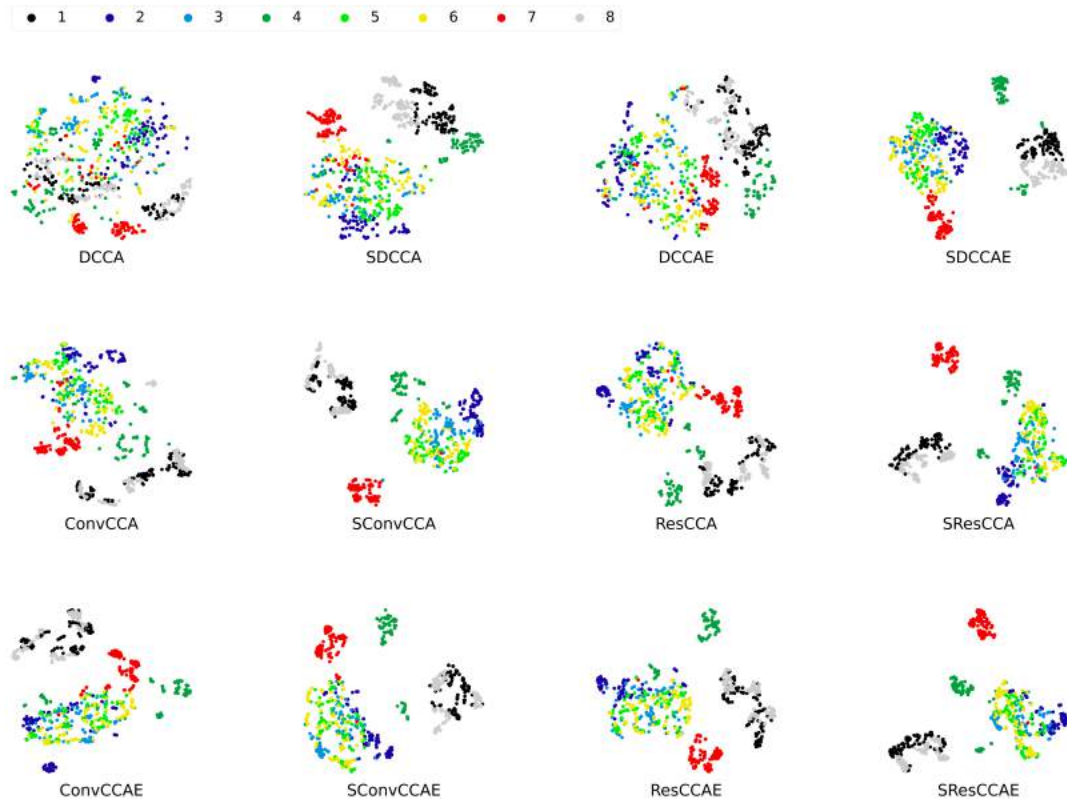 1 2 3 4 5 6 7 8
DCCA SDCCA DCCAE SDCCAE
ConvCCA SConvCCA ResCCA SResCCA
ConvCCAE SConvCCAE ResCCAE SResCCAE